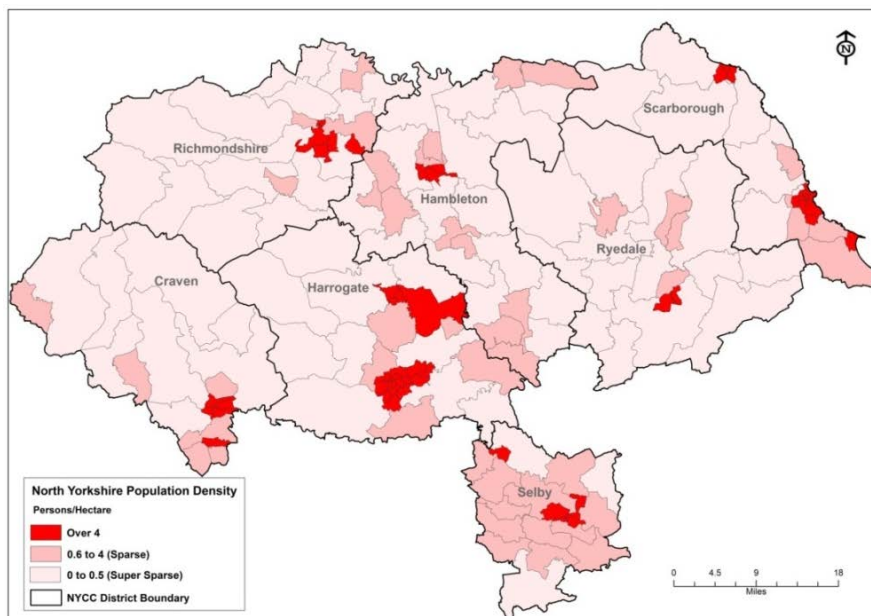 N
Scarborough
Richmondshire
Hambleton
Ryedale
Craven
Harrogate
Selby
North Yorkshire Population Density
Persons/Hectare
Over 4
0.6 to 4 (Sparse)
0 to 0.5 (Super Sparse)
NYCC District Boundary
0 4.5 9 18
Miles